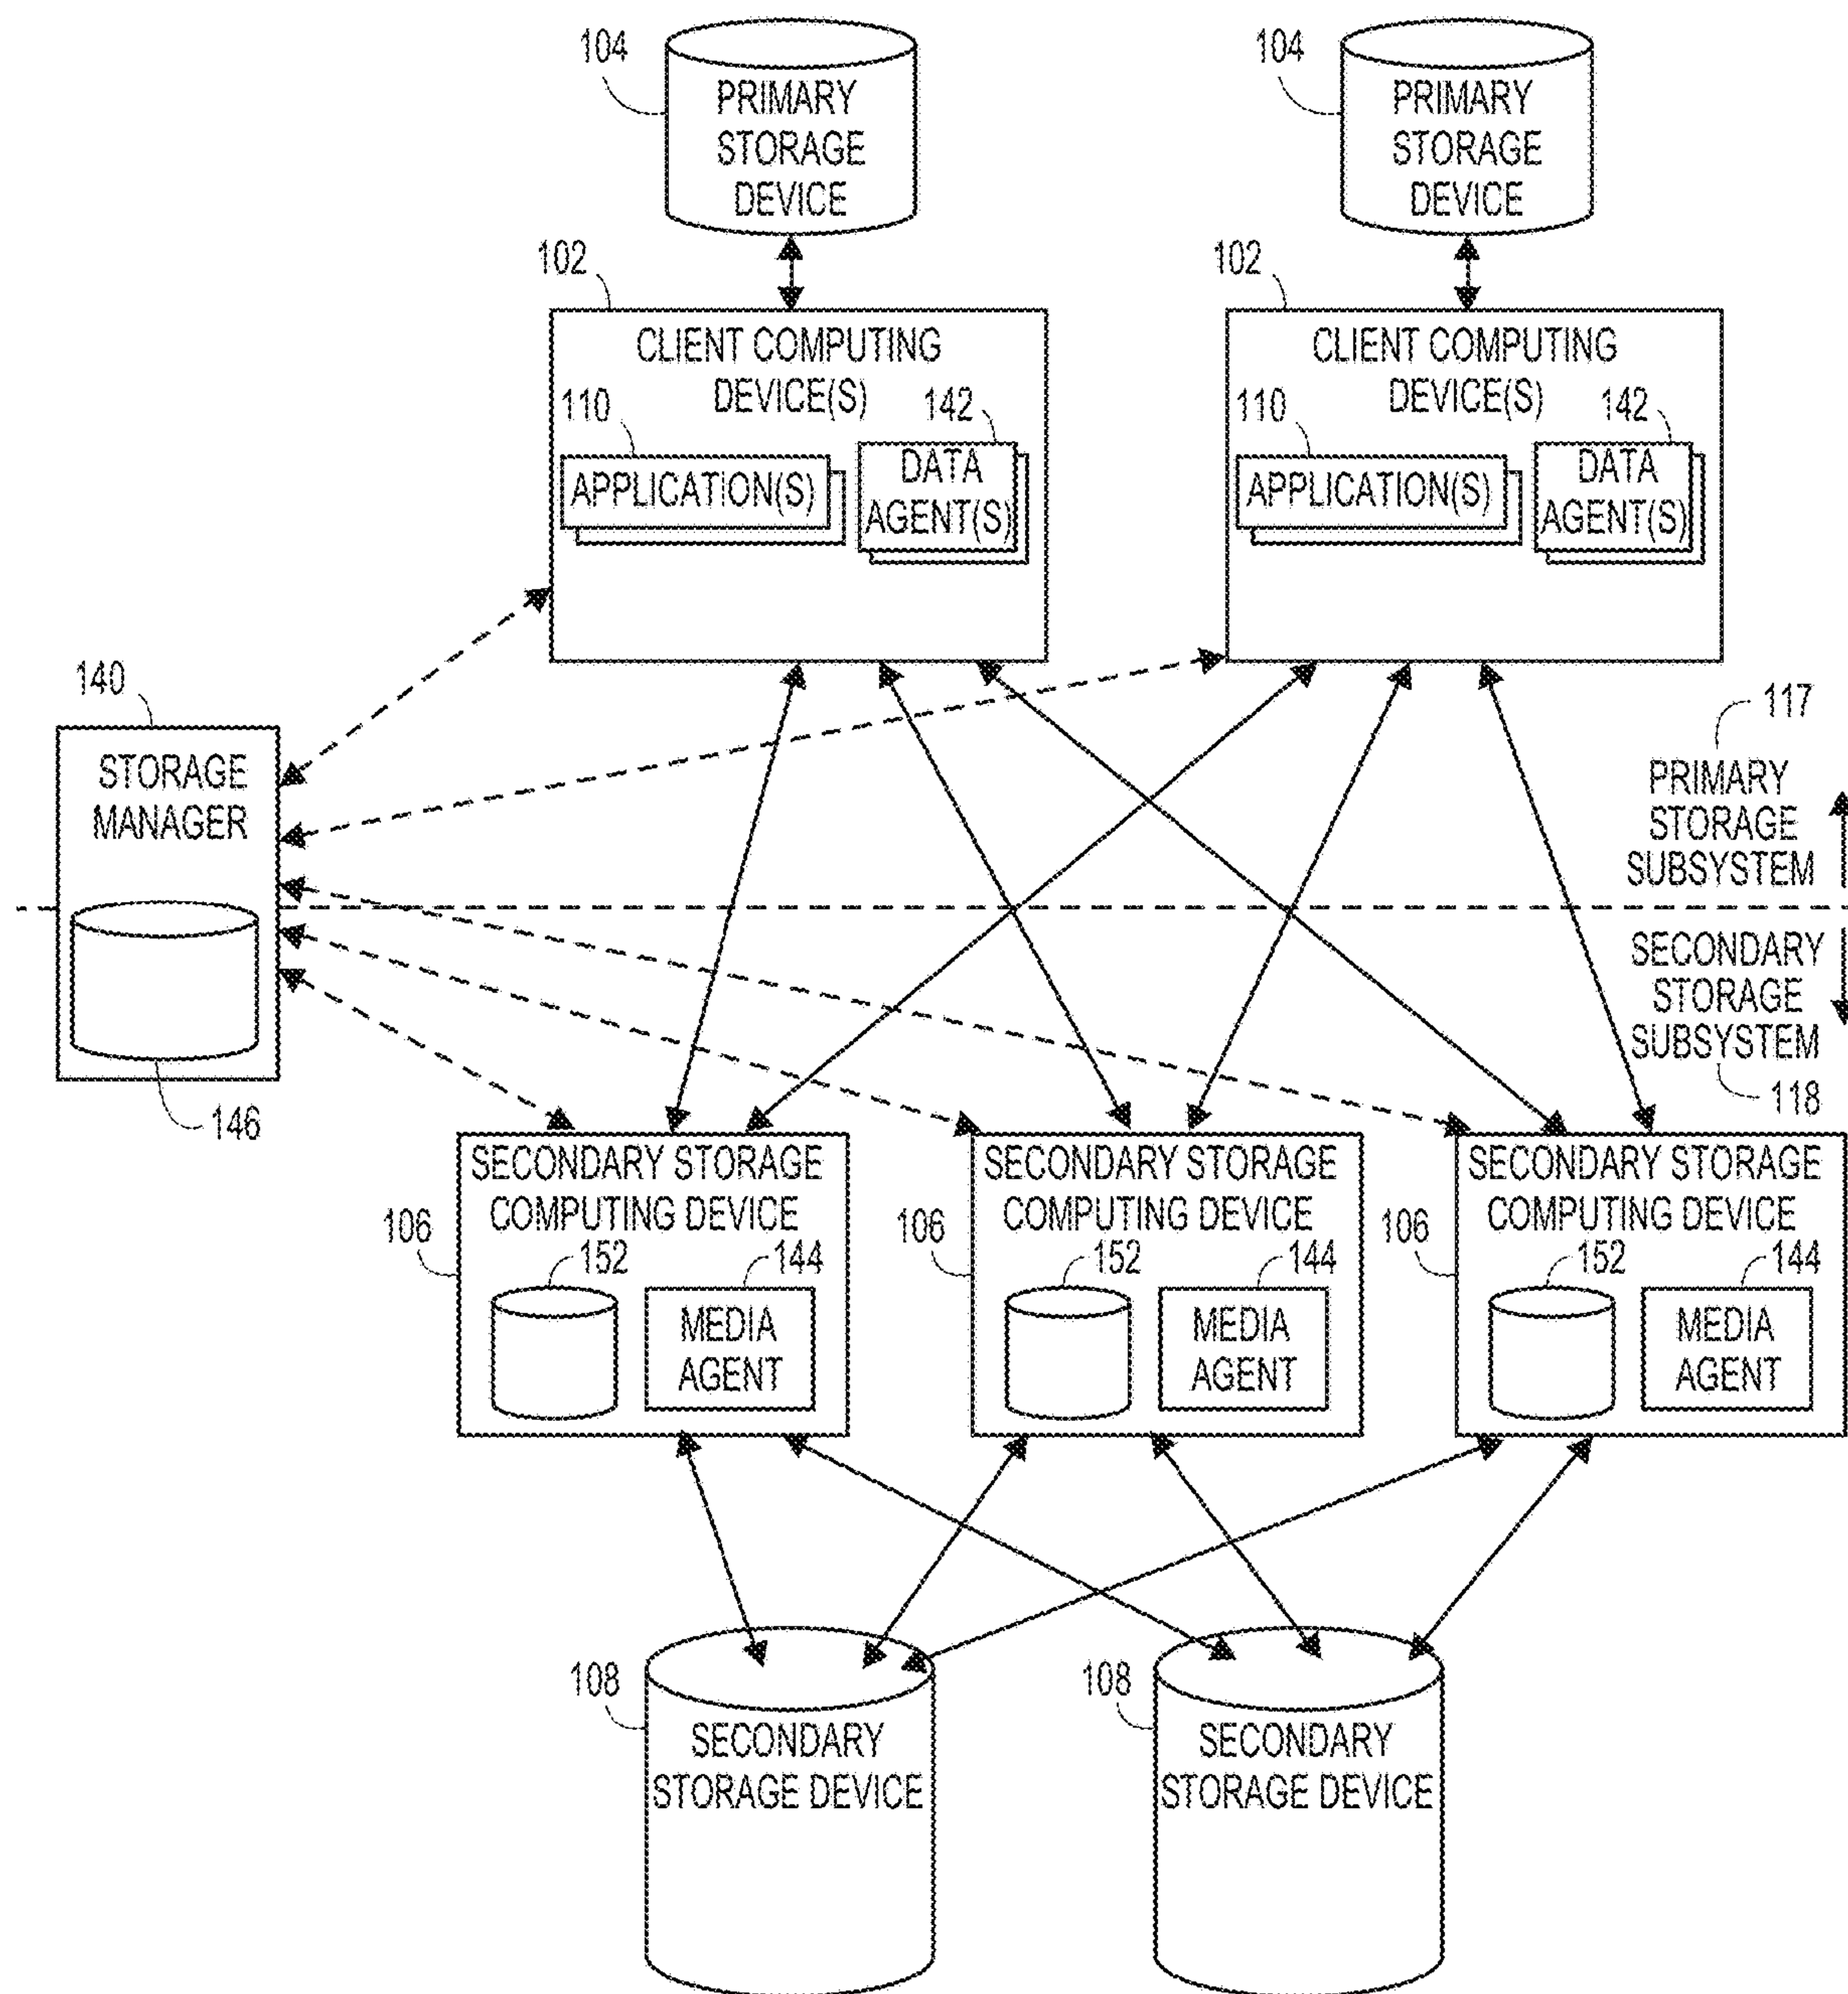 104
PRIMARY
STORAGE
DEVICE
104
PRIMARY
STORAGE
DEVICE
102
CLIENT COMPUTING
DEVICE(S)
110
142
APPLICATION(S)
DATA
AGENT(S)
102
CLIENT COMPUTING
DEVICE(S)
110
142
APPLICATION(S)
DATA
AGENT(S)
140
STORAGE
MANAGER
146
117
PRIMARY
STORAGE
SUBSYSTEM
SECONDARY
STORAGE
SUBSYSTEM
118
SECONDARY STORAGE
COMPUTING DEVICE
106
152
144
MEDIA
AGENT
SECONDARY STORAGE
COMPUTING DEVICE
106
152
144
MEDIA
AGENT
SECONDARY STORAGE
COMPUTING DEVICE
106
152
144
MEDIA
AGENT
108
SECONDARY
STORAGE DEVICE
108
SECONDARY
STORAGE DEVICE